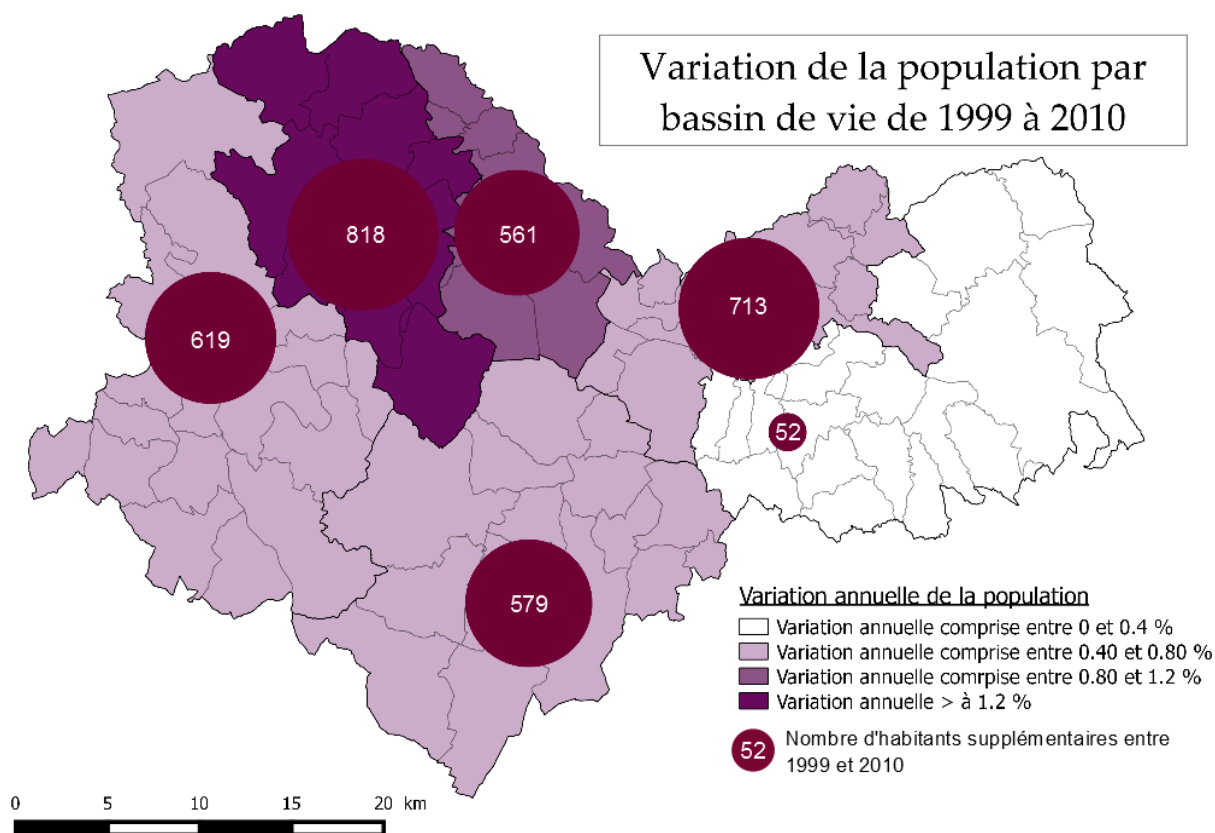 Variation de la population par
bassin de vie de 1999 à 2010
818
561
713
619
52
579
Variation annuelle de la population
Variation annuelle comprise entre 0 et 0.4 %
Variation annuelle comprise entre 0.40 et 0.80 %
Variation annuelle comrpise entre 0.80 et 1.2 %
Variation annuelle > à 1.2 %
52 Nombre d'habitants supplémentaires entre
1999 et 2010
0 5 10 15 20 km